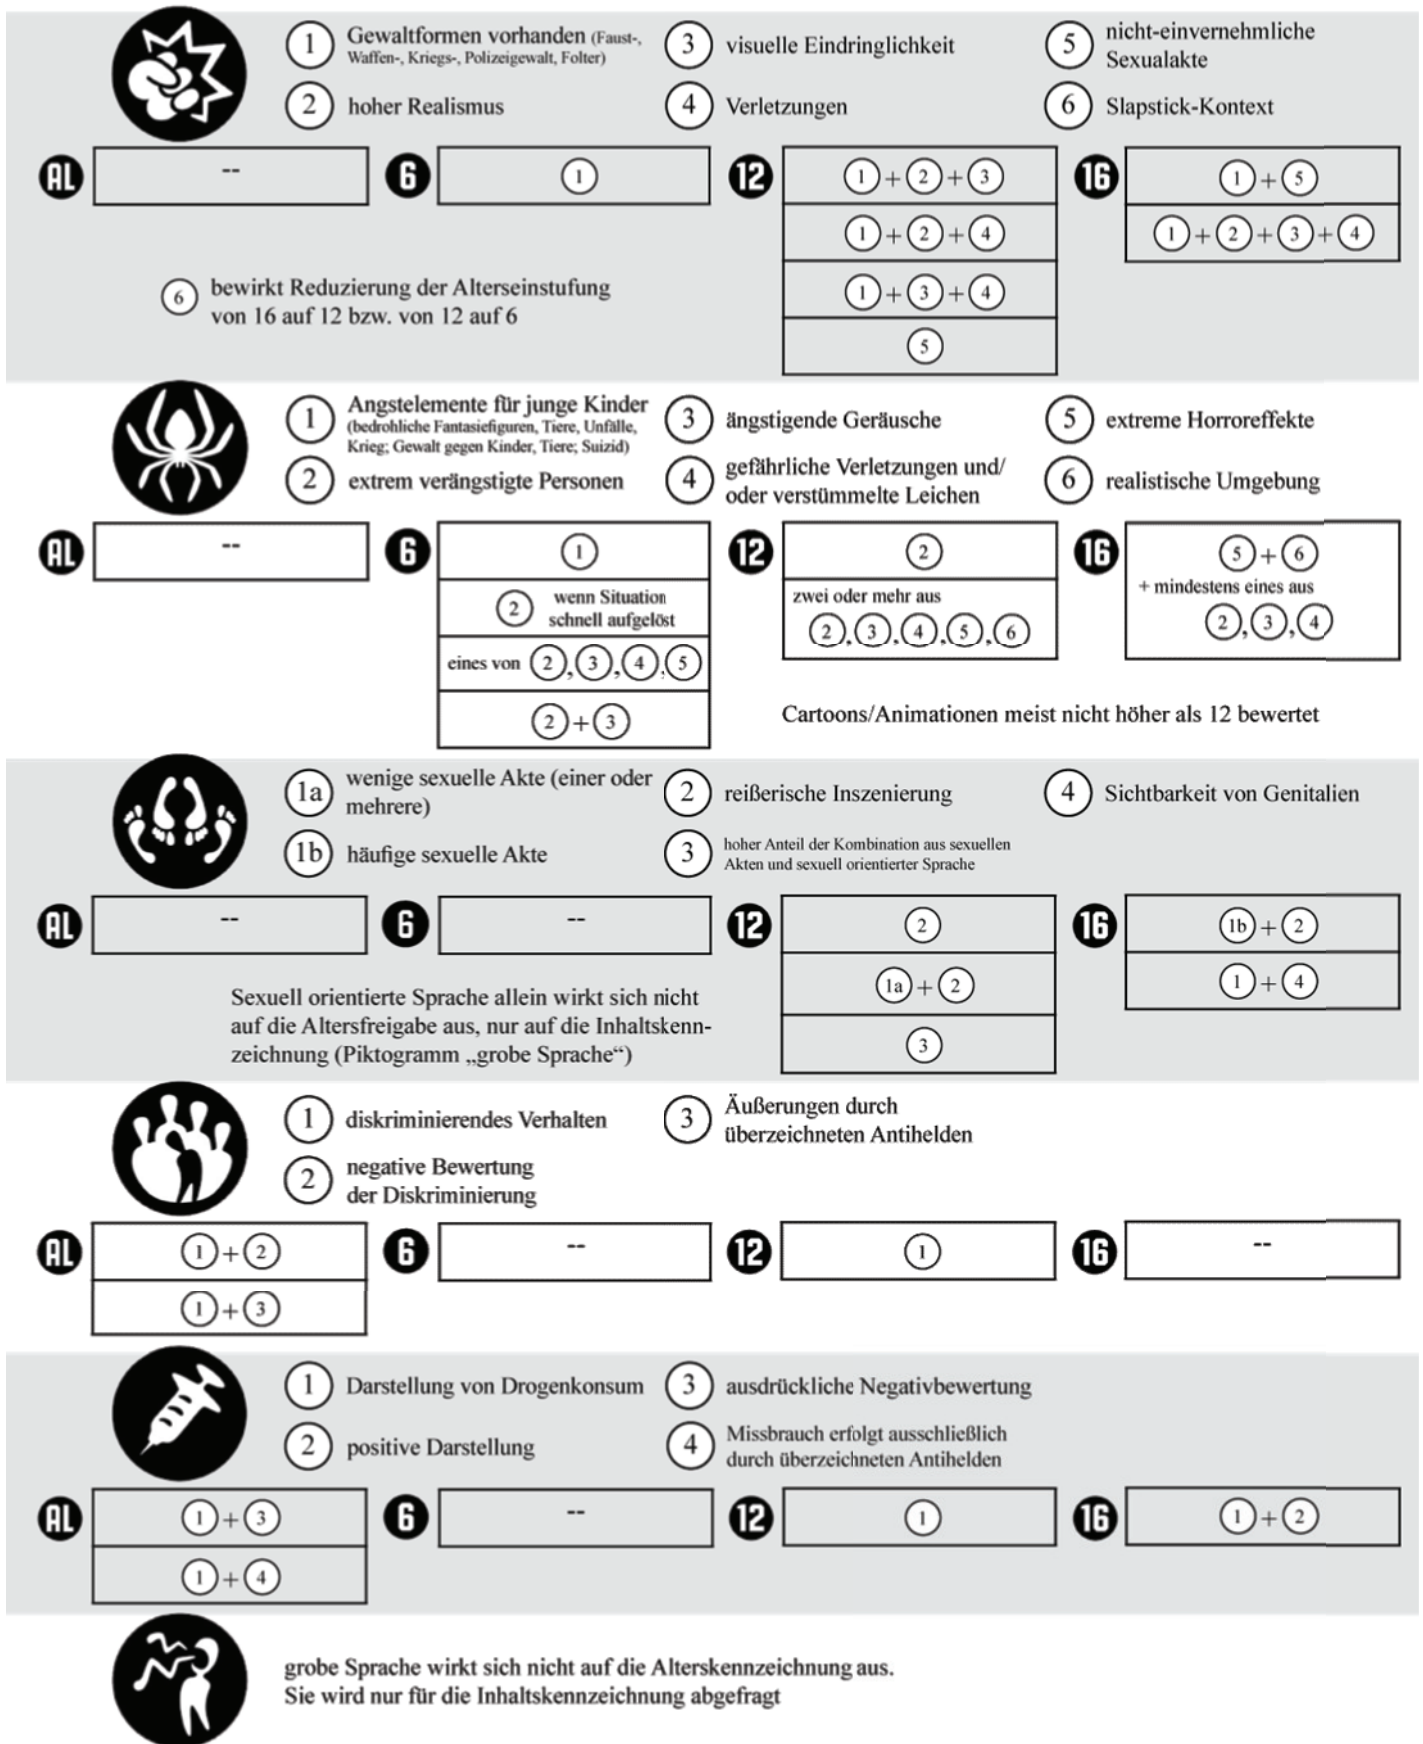 1 Gewaltformen vorhanden (Faust-,
Waffen-, Kriegs-, Polizeigewalt, Folter)
2 hoher Realismus
3 visuelle Eindringlichkeit
4 Verletzungen
5 nicht-einvernehmliche
Sexualakte
6 Slapstick-Kontext
AL --
6 1
12 1 + 2 + 3
1 + 2 + 4
1 + 3 + 4
5
16 1 + 5
1 + 2 + 3 + 4
6 bewirkt Reduzierung der Alterseinstufung
von 16 auf 12 bzw. von 12 auf 6
1 Angstelemente für junge Kinder
(bedrohliche Fantasiefiguren, Tiere, Unfälle,
Krieg; Gewalt gegen Kinder, Tiere; Suizid)
2 extrem verängstigte Personen
3 ängstigende Geräusche
4 gefährliche Verletzungen und/
oder verstümmelte Leichen
5 extreme Horroreffekte
6 realistische Umgebung
AL --
6 1
2 wenn Situation
schnell aufgelöst
eines von 2, 3, 4, 5
2 + 3
12 2
zwei oder mehr aus
2, 3, 4, 5, 6
16 5 + 6
+ mindestens eines aus
2, 3, 4
Cartoons/Animationen meist nicht höher als 12 bewertet
1a wenige sexuelle Akte (einer oder
mehrere)
1b häufige sexuelle Akte
2 reißerische Inszenierung
3 hoher Anteil der Kombination aus sexuellen
Akten und sexuell orientierter Sprache
4 Sichtbarkeit von Genitalien
AL --
6 --
12 2
1a + 2
3
16 1b + 2
1 + 4
Sexuell orientierte Sprache allein wirkt sich nicht
auf die Altersfreigabe aus, nur auf die Inhaltskenn-
zeichnung (Piktogramm „grobe Sprache“)
1 diskriminierendes Verhalten
2 negative Bewertung
der Diskriminierung
3 Äußerungen durch
überzeichneten Antihelden
AL 1 + 2
1 + 3
6 --
12 1
16 --
1 Darstellung von Drogenkonsum
2 positive Darstellung
3 ausdrückliche Negativbewertung
4 Missbrauch erfolgt ausschließlich
durch überzeichneten Antihelden
AL 1 + 3
1 + 4
6 --
12 1
16 1 + 2
grobe Sprache wirkt sich nicht auf die Alterskennzeichnung aus.
Sie wird nur für die Inhaltskennzeichnung abgefragt